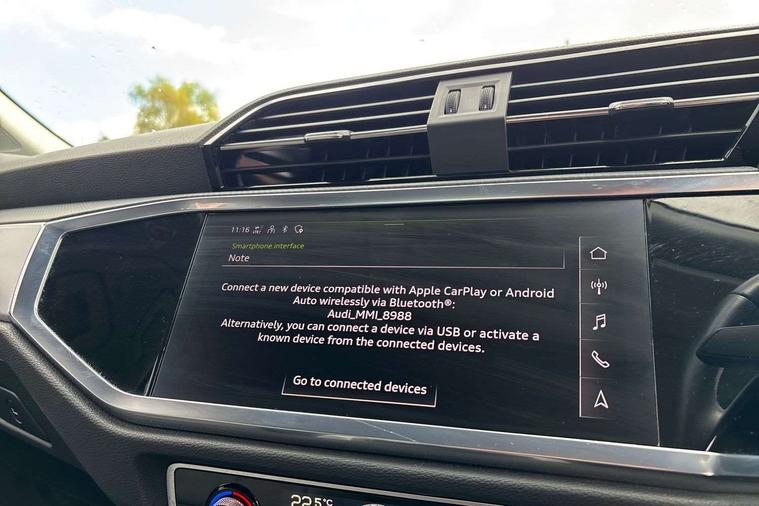 11:16
Smartphone interface
Note
Connect a new device compatible with Apple CarPlay or Android
Auto wirelessly via Bluetooth®:
Audi_MMI_8988
Alternatively, you can connect a device via USB or activate a
known device from the connected devices.
Go to connected devices
22.5°C